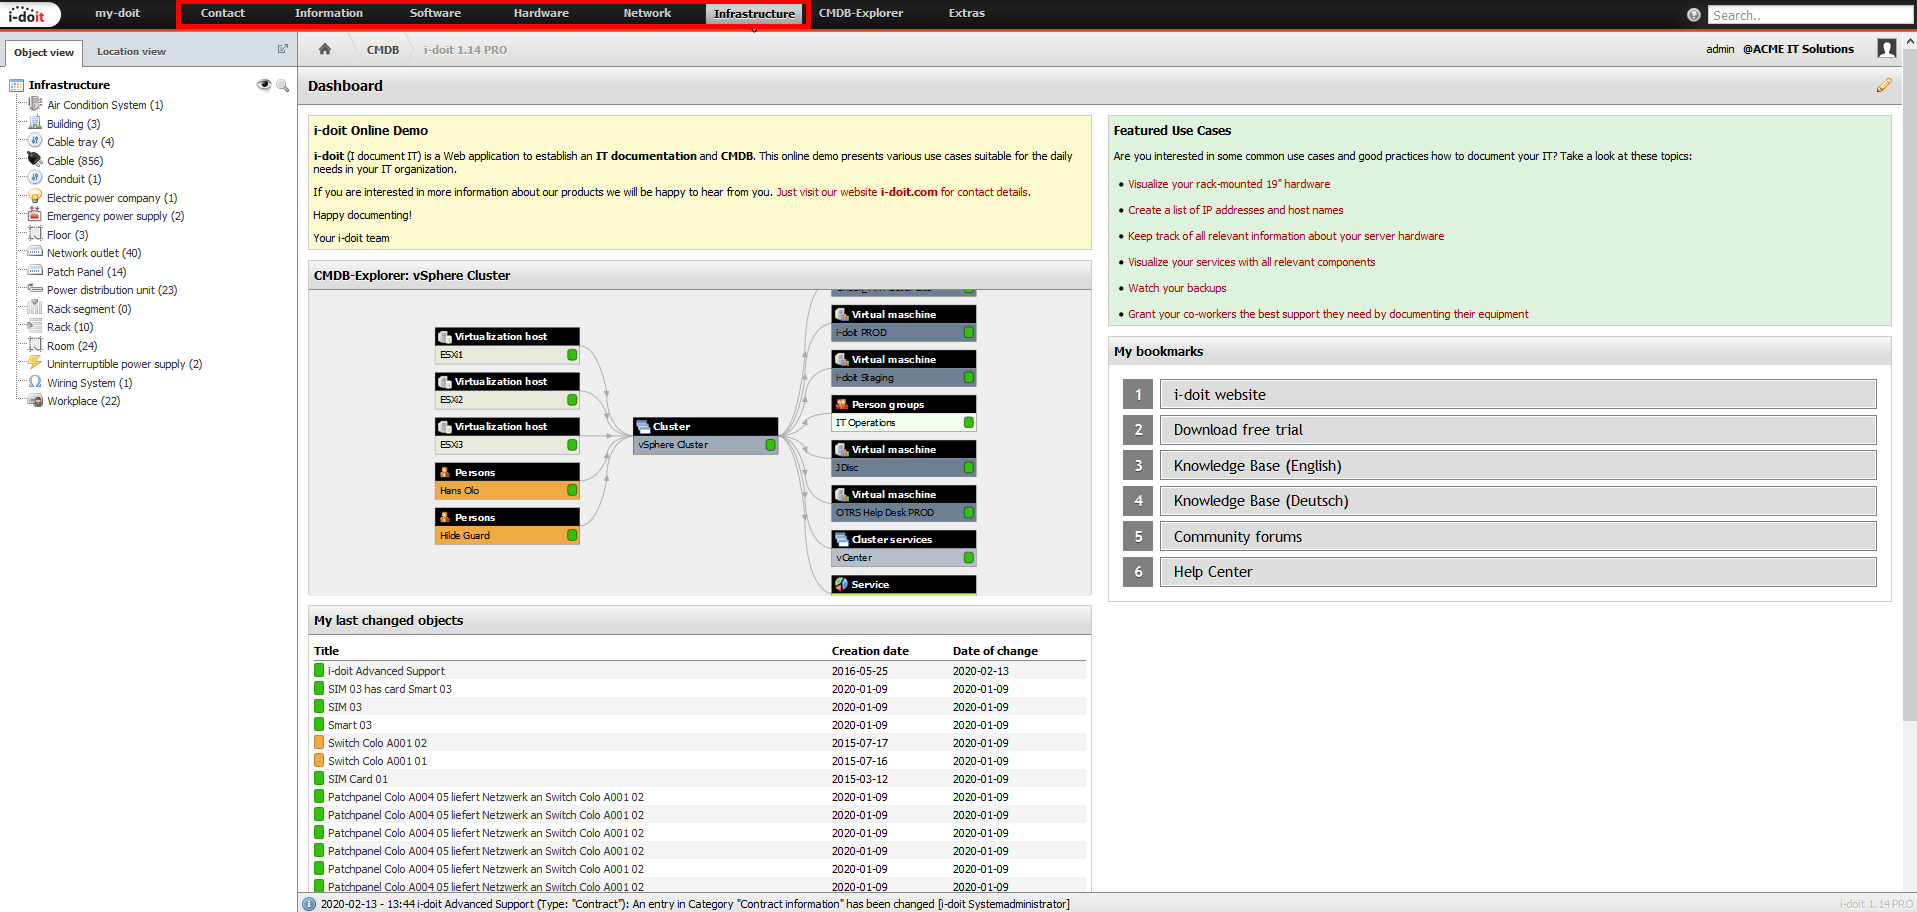 i-doit
my-doit
Contact
Information
Software
Hardware
Network
Infrastructure
CMDB-Explorer
Extras
Search..
Object view
Location view
CMDB
i-doit 1.14 PRO
admin @ACME IT Solutions
Infrastructure
Air Condition System (1)
Building (3)
Cable tray (4)
Cable (856)
Conduit (1)
Electric power company (1)
Emergency power supply (2)
Floor (3)
Network outlet (40)
Patch Panel (14)
Power distribution unit (23)
Rack segment (0)
Rack (10)
Room (24)
Uninterruptible power supply (2)
Wiring System (1)
Workplace (22)
Dashboard
i-doit Online Demo
i-doit (I document IT) is a Web application to establish an IT documentation and CMDB. This online demo presents various use cases suitable for the daily
needs in your IT organization.
If you are interested in more information about our products we will be happy to hear from you. Just visit our website i-doit.com for contact details.
Happy documenting!
Your i-doit team
CMDB-Explorer: vSphere Cluster
Virtualization host
ESXi1
Virtualization host
ESXi2
Virtualization host
ESXi3
Persons
Hans Olo
Persons
Hilde Guard
Cluster
vSphere Cluster
Virtual maschine
i-doit PROD
Virtual maschine
i-doit Staging
Person groups
IT Operations
Virtual maschine
JDisc
Virtual maschine
OTRS Help Desk PROD
Cluster services
vCenter
Service
My last changed objects
Title Creation date Date of change
i-doit Advanced Support 2016-05-25 2020-02-13
SIM 03 has card Smart 03 2020-01-09 2020-01-09
SIM 03 2020-01-09 2020-01-09
Smart 03 2020-01-09 2020-01-09
Switch Colo A001 02 2015-07-17 2020-01-09
Switch Colo A001 01 2015-07-16 2020-01-09
SIM Card 01 2015-03-12 2020-01-09
Patchpanel Colo A004 05 liefert Netzwerk an Switch Colo A001 02 2020-01-09 2020-01-09
Patchpanel Colo A004 05 liefert Netzwerk an Switch Colo A001 02 2020-01-09 2020-01-09
Patchpanel Colo A004 05 liefert Netzwerk an Switch Colo A001 02 2020-01-09 2020-01-09
Patchpanel Colo A004 05 liefert Netzwerk an Switch Colo A001 02 2020-01-09 2020-01-09
Patchpanel Colo A004 05 liefert Netzwerk an Switch Colo A001 02 2020-01-09 2020-01-09
Patchpanel Colo A004 05 liefert Netzwerk an Switch Colo A001 02 2020-01-09 2020-01-09
Featured Use Cases
Are you interested in some common use cases and good practices how to document your IT? Take a look at these topics:
• Visualize your rack-mounted 19" hardware
• Create a list of IP addresses and host names
• Keep track of all relevant information about your server hardware
• Visualize your services with all relevant components
• Watch your backups
• Grant your co-workers the best support they need by documenting their equipment
My bookmarks
1 i-doit website
2 Download free trial
3 Knowledge Base (English)
4 Knowledge Base (Deutsch)
5 Community forums
6 Help Center
2020-02-13 - 13:44 i-doit Advanced Support (Type: "Contract"): An entry in Category "Contract information" has been changed [i-doit Systemadministrator]
i-doit 1.14 PRO